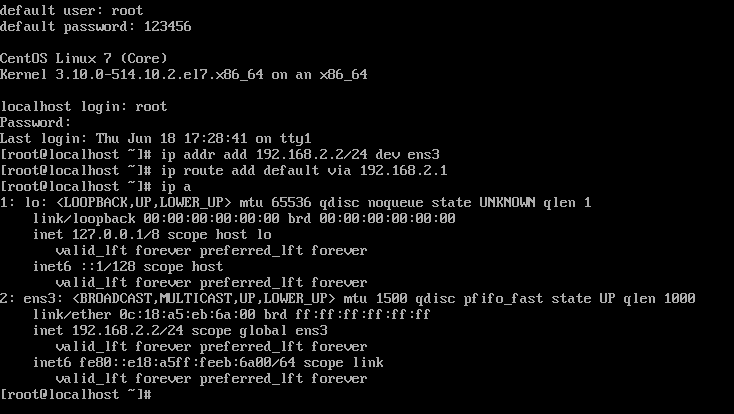 default user: root
default password: 123456
CentOS Linux 7 (Core)
Kernel 3.10.0-514.10.2.el7.x86_64 on an x86_64
localhost login: root
Password:
Last login: Thu Jun 18 17:28:41 on tty1
[root@localhost ~]# ip addr add 192.168.2.2/24 dev ens3
[root@localhost ~]# ip route add default via 192.168.2.1
[root@localhost ~]# ip a
1: lo: <LOOPBACK,UP,LOWER_UP> mtu 65536 qdisc noqueue state UNKNOWN qlen 1
    link/loopback 00:00:00:00:00:00 brd 00:00:00:00:00:00
    inet 127.0.0.1/8 scope host lo
       valid_lft forever preferred_lft forever
    inet6 ::1/128 scope host
       valid_lft forever preferred_lft forever
2: ens3: <BROADCAST,MULTICAST,UP,LOWER_UP> mtu 1500 qdisc pfifo_fast state UP qlen 1000
    link/ether 0c:18:a5:eb:6a:00 brd ff:ff:ff:ff:ff:ff
    inet 192.168.2.2/24 scope global ens3
       valid_lft forever preferred_lft forever
    inet6 fe80::e18:a5ff:feeb:6a00/64 scope link
       valid_lft forever preferred_lft forever
[root@localhost ~]#